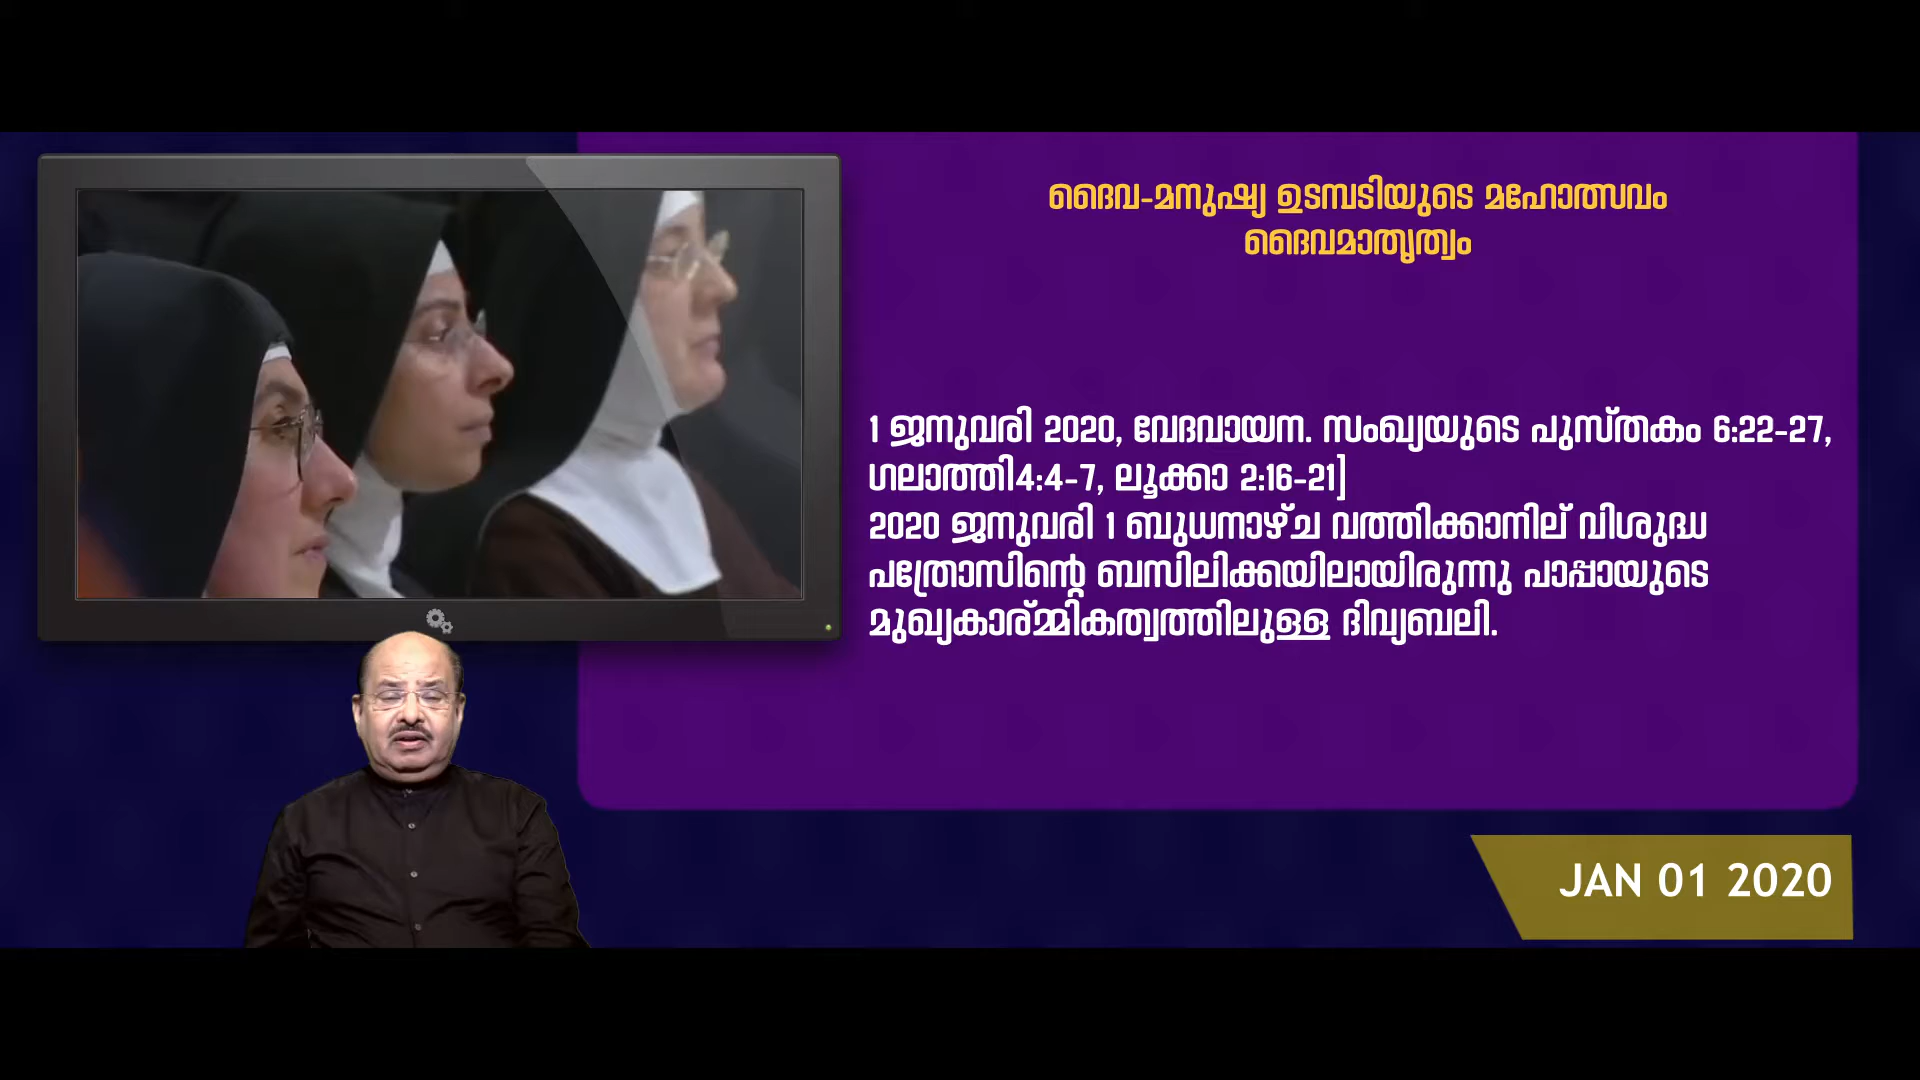 ദൈവ-മനുഷ്യ ഉടമ്പടിയുടെ മഹോത്സവം
ദൈവമാതൃത്വം
1 ജനുവരി 2020, വേദവായന. സംഖ്യയുടെ പുസ്തകം 6:22-27,
ഗലാത്തി4:4-7, ലൂക്കാ 2:16-21]
2020 ജനുവരി 1 ബുധനാഴ്ച വത്തിക്കാനില് വിശുദ്ധ
പത്രോസിന്റെ ബസിലിക്കയിലായിരുന്നു പാപ്പായുടെ
മുഖ്യകാര്മ്മികത്വത്തിലുള്ള ദിവ്യബലി.
JAN 01 2020